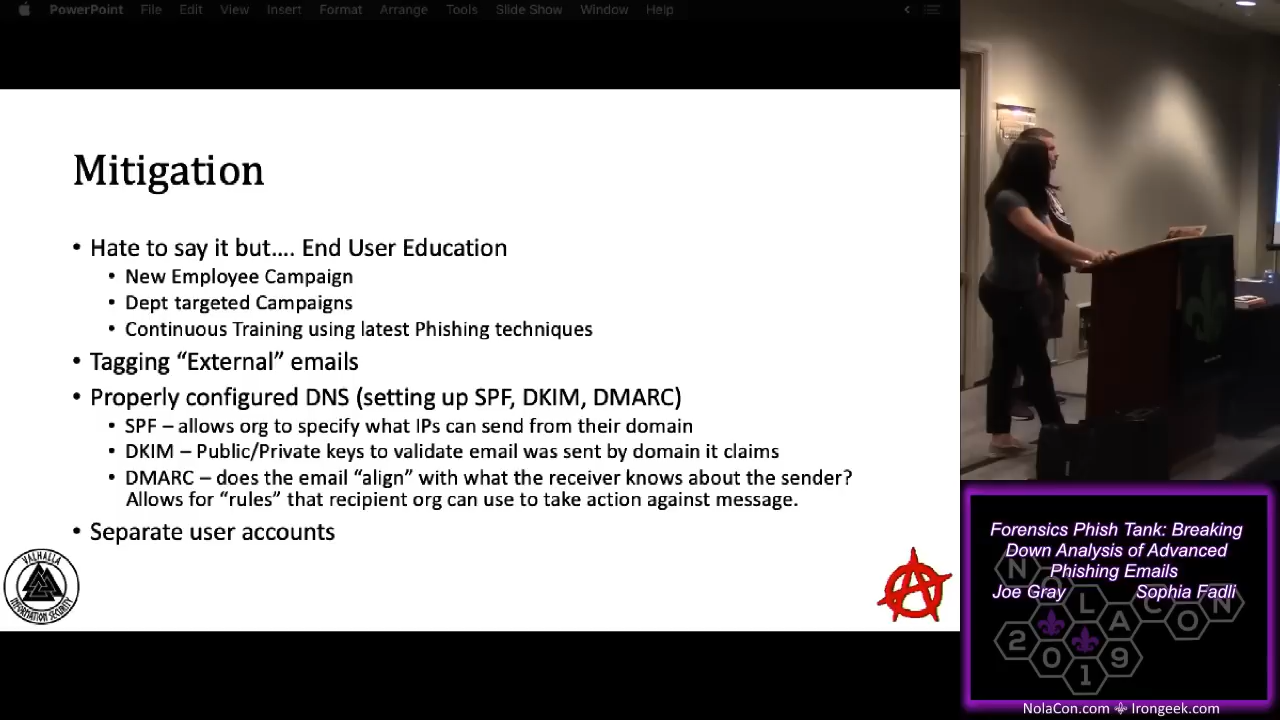 PowerPoint File Edit View Insert Format Arrange Tools Slide Show Window Help
Mitigation
• Hate to say it but…. End User Education
• New Employee Campaign
• Dept targeted Campaigns
• Continuous Training using latest Phishing techniques
• Tagging “External” emails
• Properly configured DNS (setting up SPF, DKIM, DMARC)
• SPF – allows org to specify what IPs can send from their domain
• DKIM – Public/Private keys to validate email was sent by domain it claims
• DMARC – does the email “align” with what the receiver knows about the sender?
Allows for “rules” that recipient org can use to take action against message.
• Separate user accounts
VALHALLA
INFORMATION SECURITY
Forensics Phish Tank: Breaking
Down Analysis of Advanced
Phishing Emails
Joe Gray Sophia Fadli
NOLACON
2019
NolaCon.com Irongeek.com